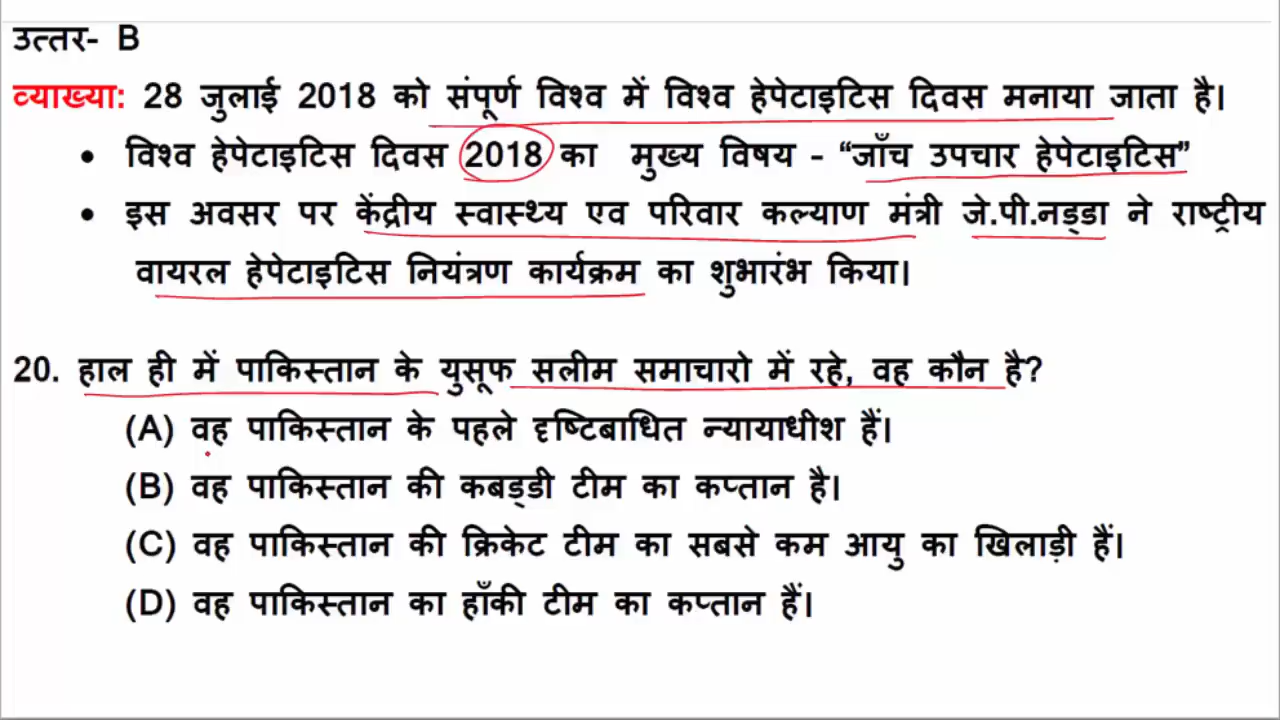 उत्तर- B
व्याख्या: 28 जुलाई 2018 को संपूर्ण विश्व में विश्व हेपेटाइटिस दिवस मनाया जाता है।
• विश्व हेपेटाइटिस दिवस 2018 का मुख्य विषय - “जाँच उपचार हेपेटाइटिस”
• इस अवसर पर केंद्रीय स्वास्थ्य एव परिवार कल्याण मंत्री जे.पी.नड्डा ने राष्ट्रीय
वायरल हेपेटाइटिस नियंत्रण कार्यक्रम का शुभारंभ किया।
20. हाल ही में पाकिस्तान के युसूफ सलीम समाचारो में रहे, वह कौन है?
(A) वह पाकिस्तान के पहले दृष्टिबाधित न्यायाधीश हैं।
(B) वह पाकिस्तान की कबड्डी टीम का कप्तान है।
(C) वह पाकिस्तान की क्रिकेट टीम का सबसे कम आयु का खिलाड़ी हैं।
(D) वह पाकिस्तान का हाँकी टीम का कप्तान हैं।